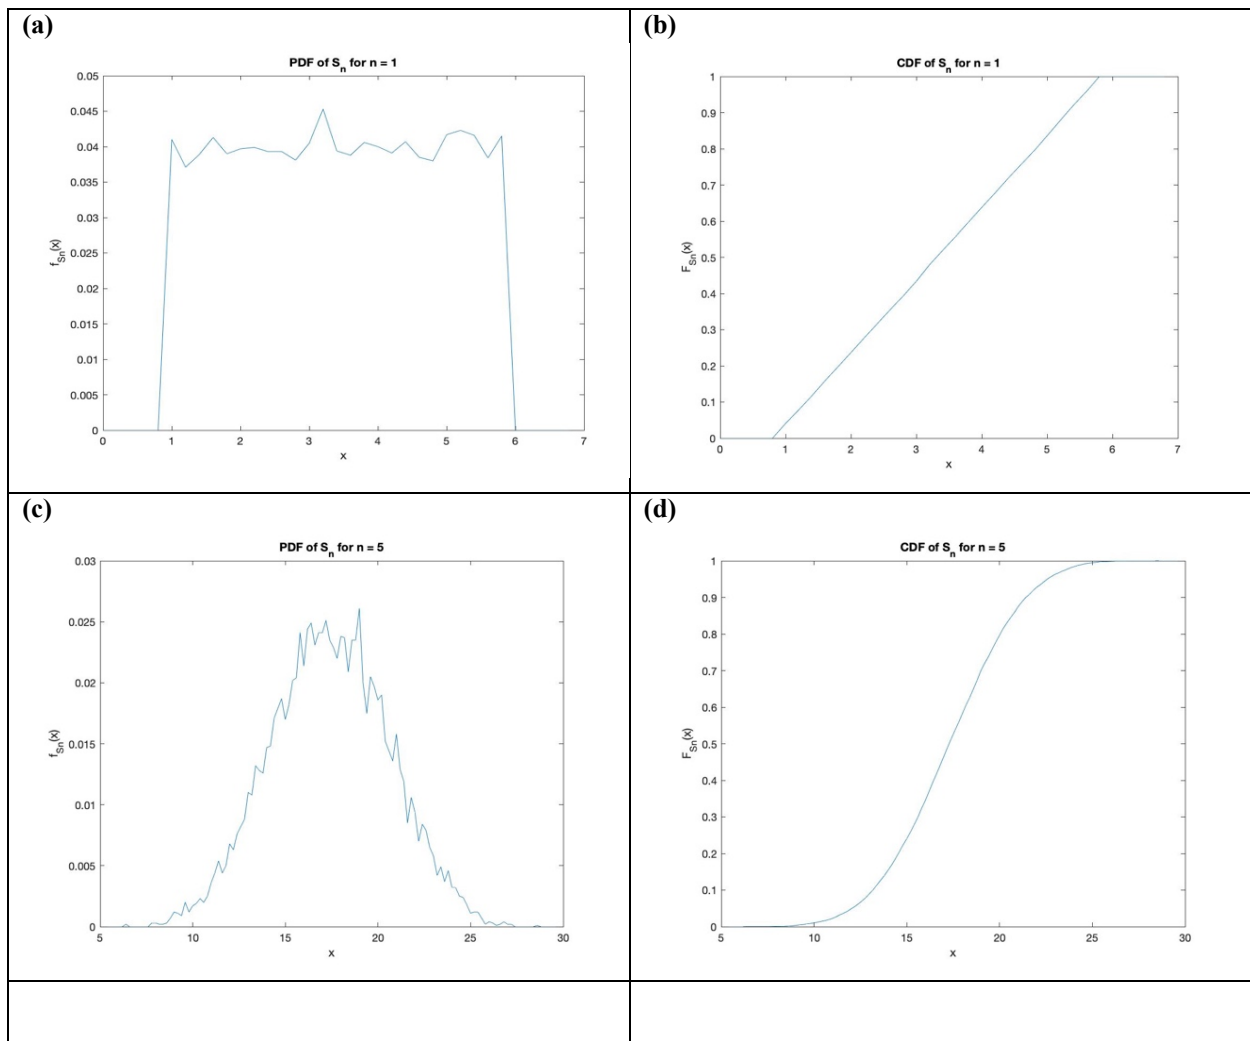 (a)
PDF of Sn for n = 1
0.05
0.045
0.04
0.035
0.03
0.025
0.02
0.015
0.01
0.005
0
fSn(x)
0 1 2 3 4 5 6 7
x
(b)
CDF of Sn for n = 1
1
0.9
0.8
0.7
0.6
0.5
0.4
0.3
0.2
0.1
0
FSn(x)
0 1 2 3 4 5 6 7
x
(c)
PDF of Sn for n = 5
0.03
0.025
0.02
0.015
0.01
0.005
0
fSn(x)
5 10 15 20 25 30
x
(d)
CDF of Sn for n = 5
1
0.9
0.8
0.7
0.6
0.5
0.4
0.3
0.2
0.1
0
FSn(x)
5 10 15 20 25 30
x